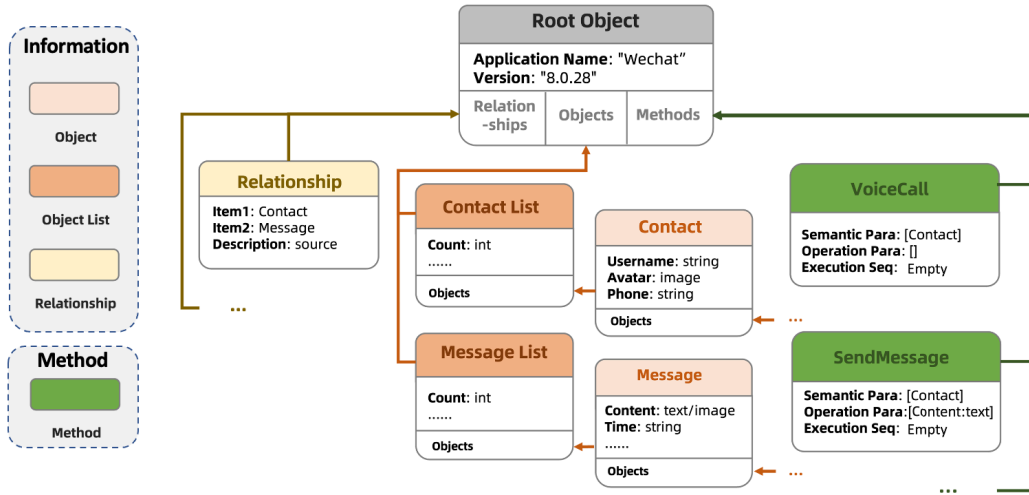 Information
Object
Object List
Relationship
Method
Method
Root Object
Application Name: "Wechat”
Version: "8.0.28"
Relation
-ships
Objects
Methods
Relationship
Item1: Contact
Item2: Message
Description: source
...
Contact List
Count: int
......
Objects
Contact
Username: string
Avatar: image
Phone: string
Objects
...
Message List
Count: int
......
Objects
Message
Content: text/image
Time: string
......
Objects
...
VoiceCall
Semantic Para: [Contact]
Operation Para: []
Execution Seq: Empty
SendMessage
Semantic Para: [Contact]
Operation Para:[Content:text]
Execution Seq: Empty
...